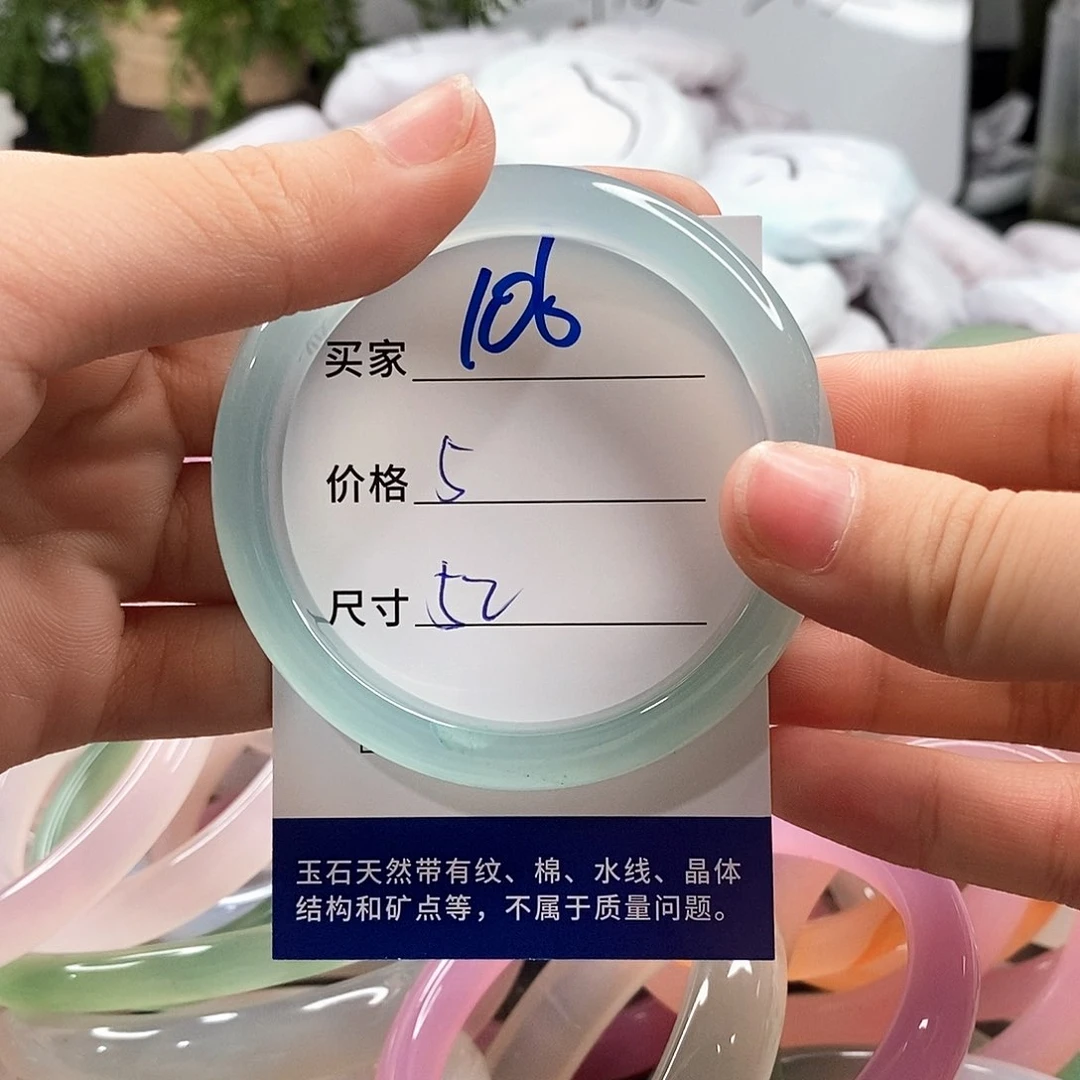 买家 106
价格 5
尺寸 52
玉石天然带有纹、棉、水线、晶体
结构和矿点等，不属于质量问题。